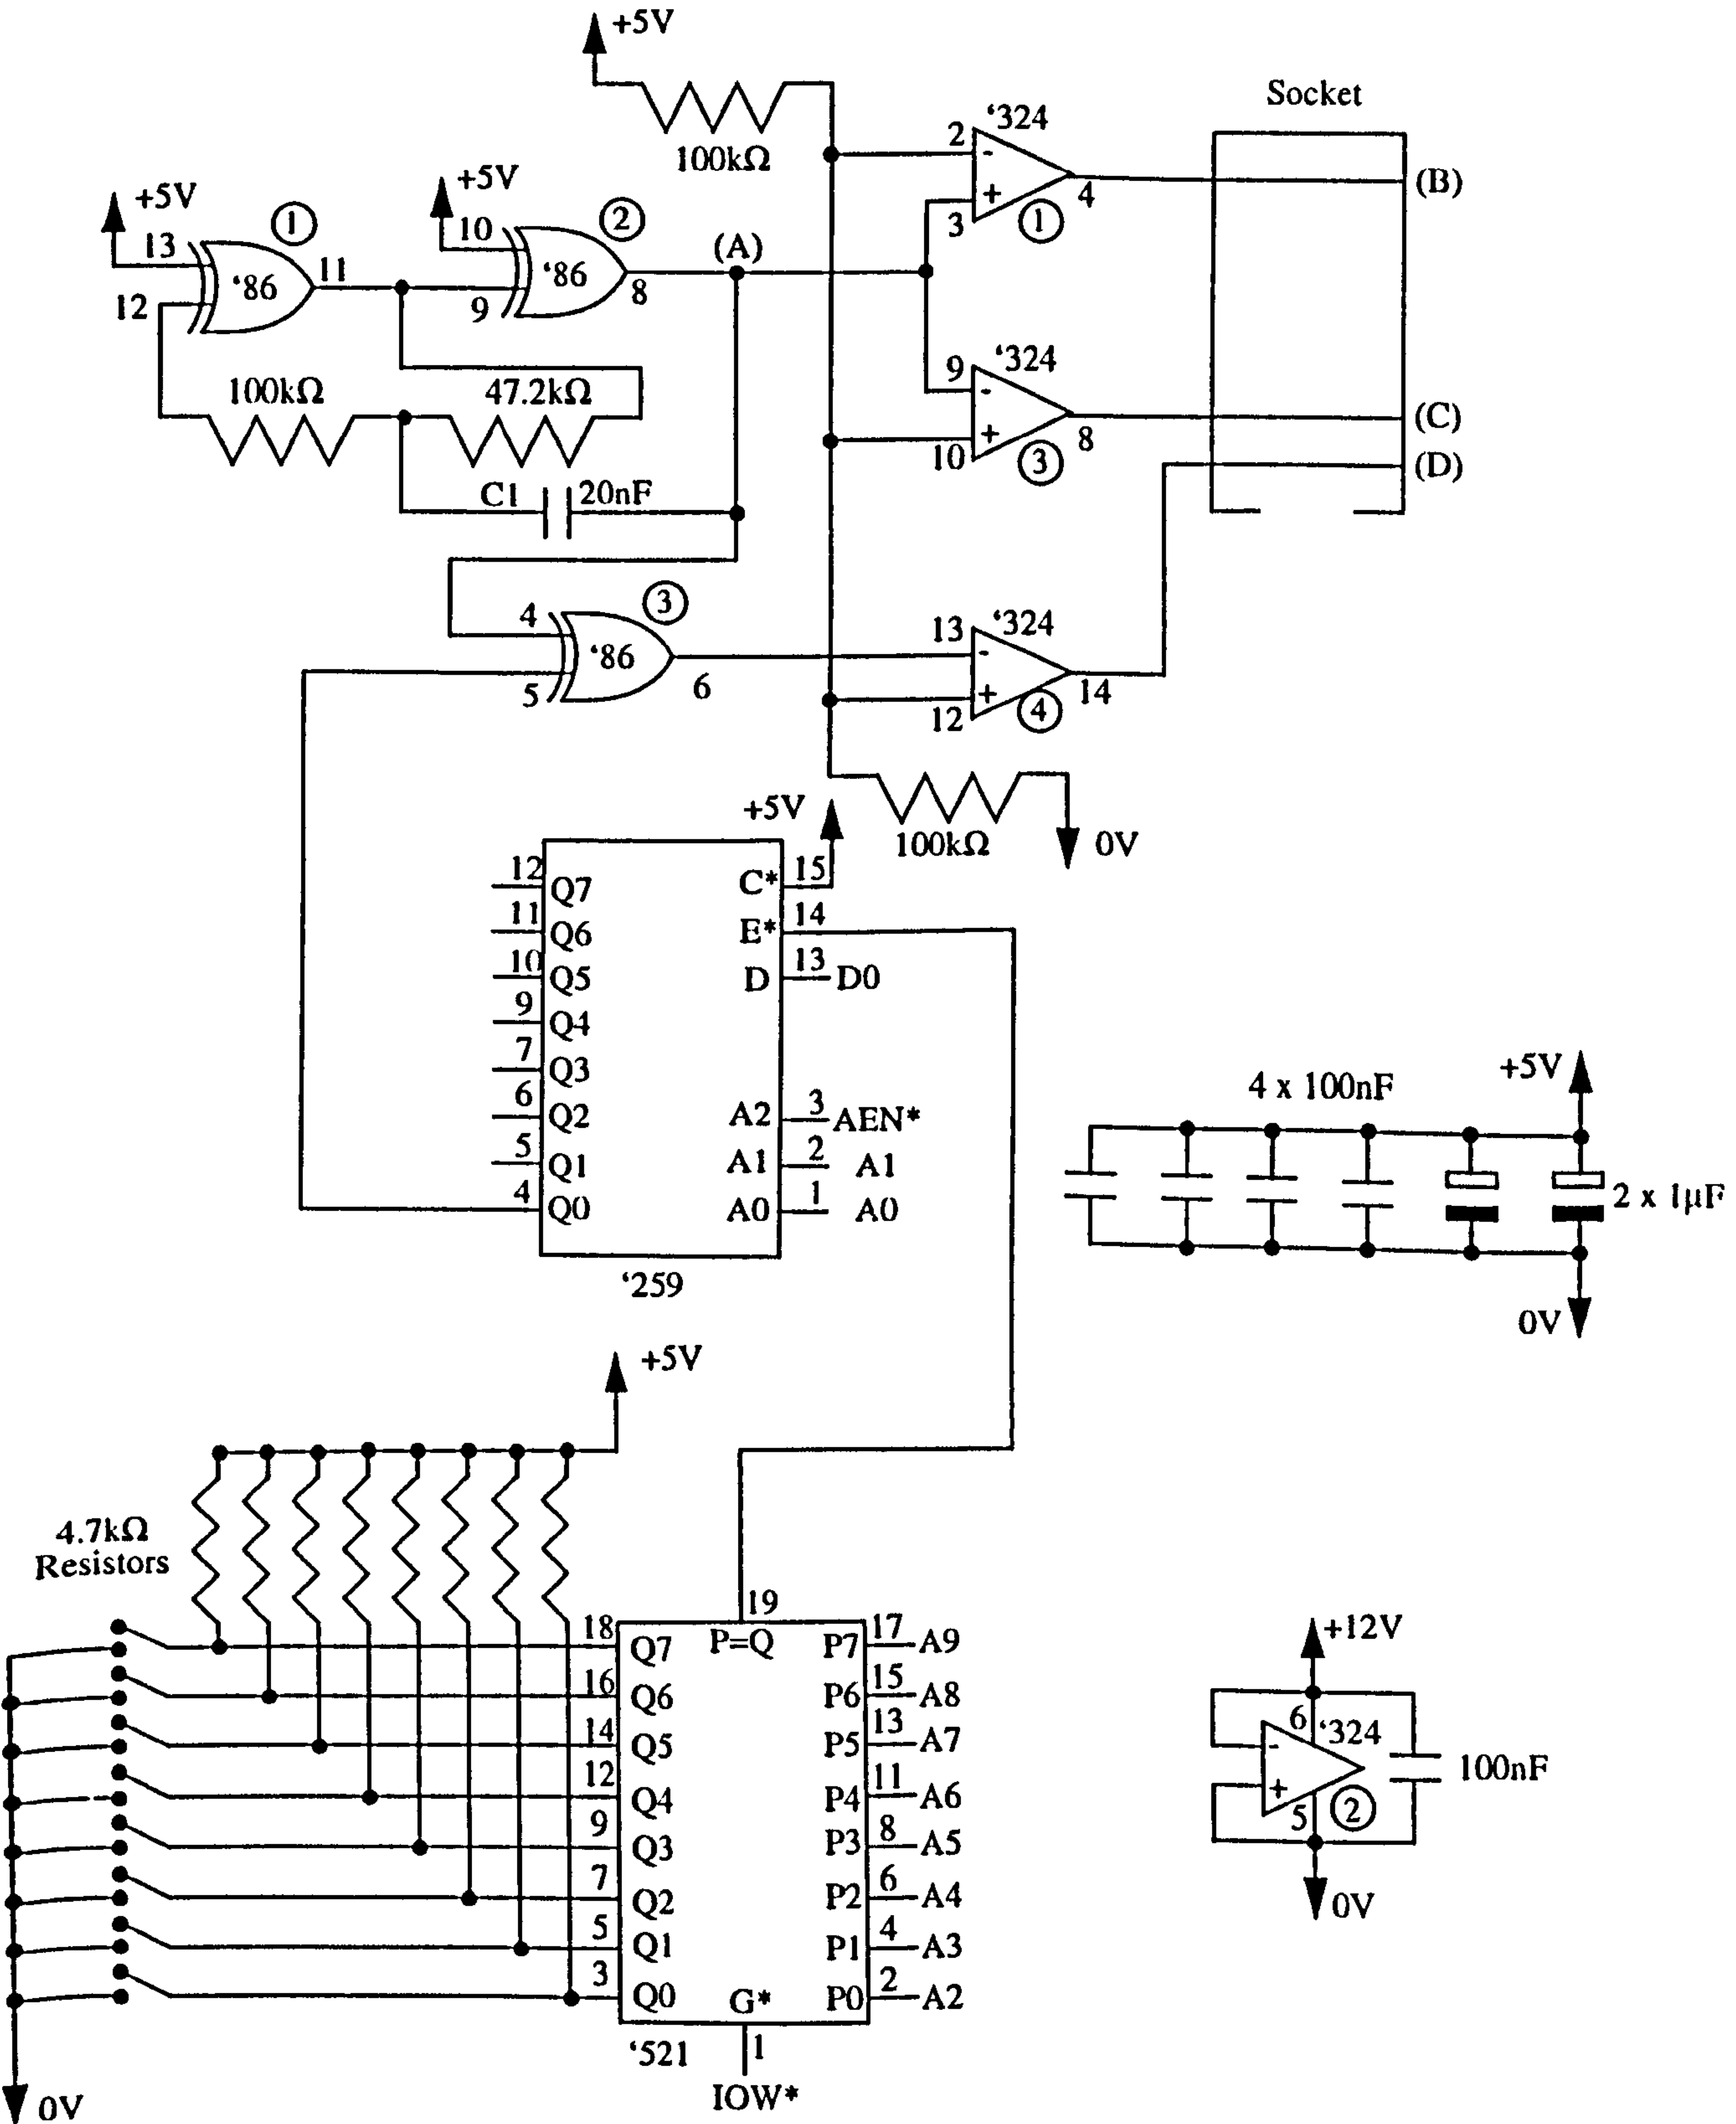 +5V
100kΩ
Socket
2
-
'324
+
3
4
①
(B)
+5V
13
12
①
'86
11
+5V
10
9
②
'86
8
(A)
9
-
'324
+
10
8
③
(C)
(D)
100kΩ
47.2kΩ
C1
20nF
4
5
③
'86
6
13
-
'324
+
12
14
④
100kΩ
0V
+5V
12
Q7
C*
15
11
Q6
E*
14
10
Q5
D
13
D0
9
Q4
7
Q3
6
Q2
A2
3
AEN*
5
Q1
A1
2
A1
4
Q0
A0
1
A0
'259
4 x 100nF
+5V
2 x 1µF
0V
+5V
4.7kΩ
Resistors
19
P=Q
18
Q7
P7
17
A9
16
Q6
P6
15
A8
14
Q5
P5
13
A7
12
Q4
P4
11
A6
9
Q3
P3
8
A5
7
Q2
P2
6
A4
5
Q1
P1
4
A3
3
Q0
G*
P0
2
A2
'521
1
IOW*
0V
+12V
6
'324
-
+
5
②
100nF
0V